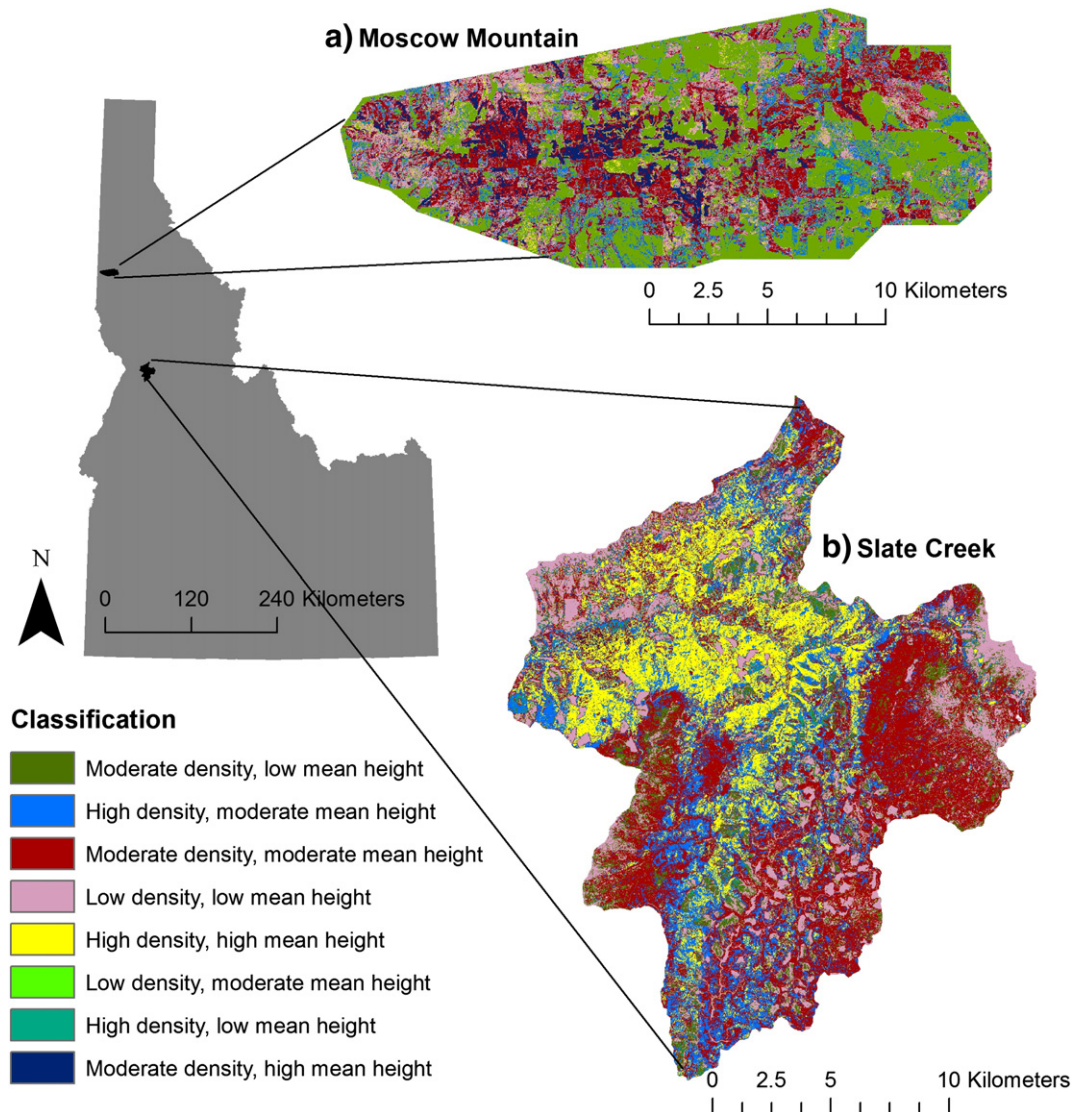 a) Moscow Mountain
0 2.5 5 10 Kilometers
b) Slate Creek
N
0 120 240 Kilometers
Classification
Moderate density, low mean height
High density, moderate mean height
Moderate density, moderate mean height
Low density, low mean height
High density, high mean height
Low density, moderate mean height
High density, low mean height
Moderate density, high mean height
0 2.5 5 10 Kilometers